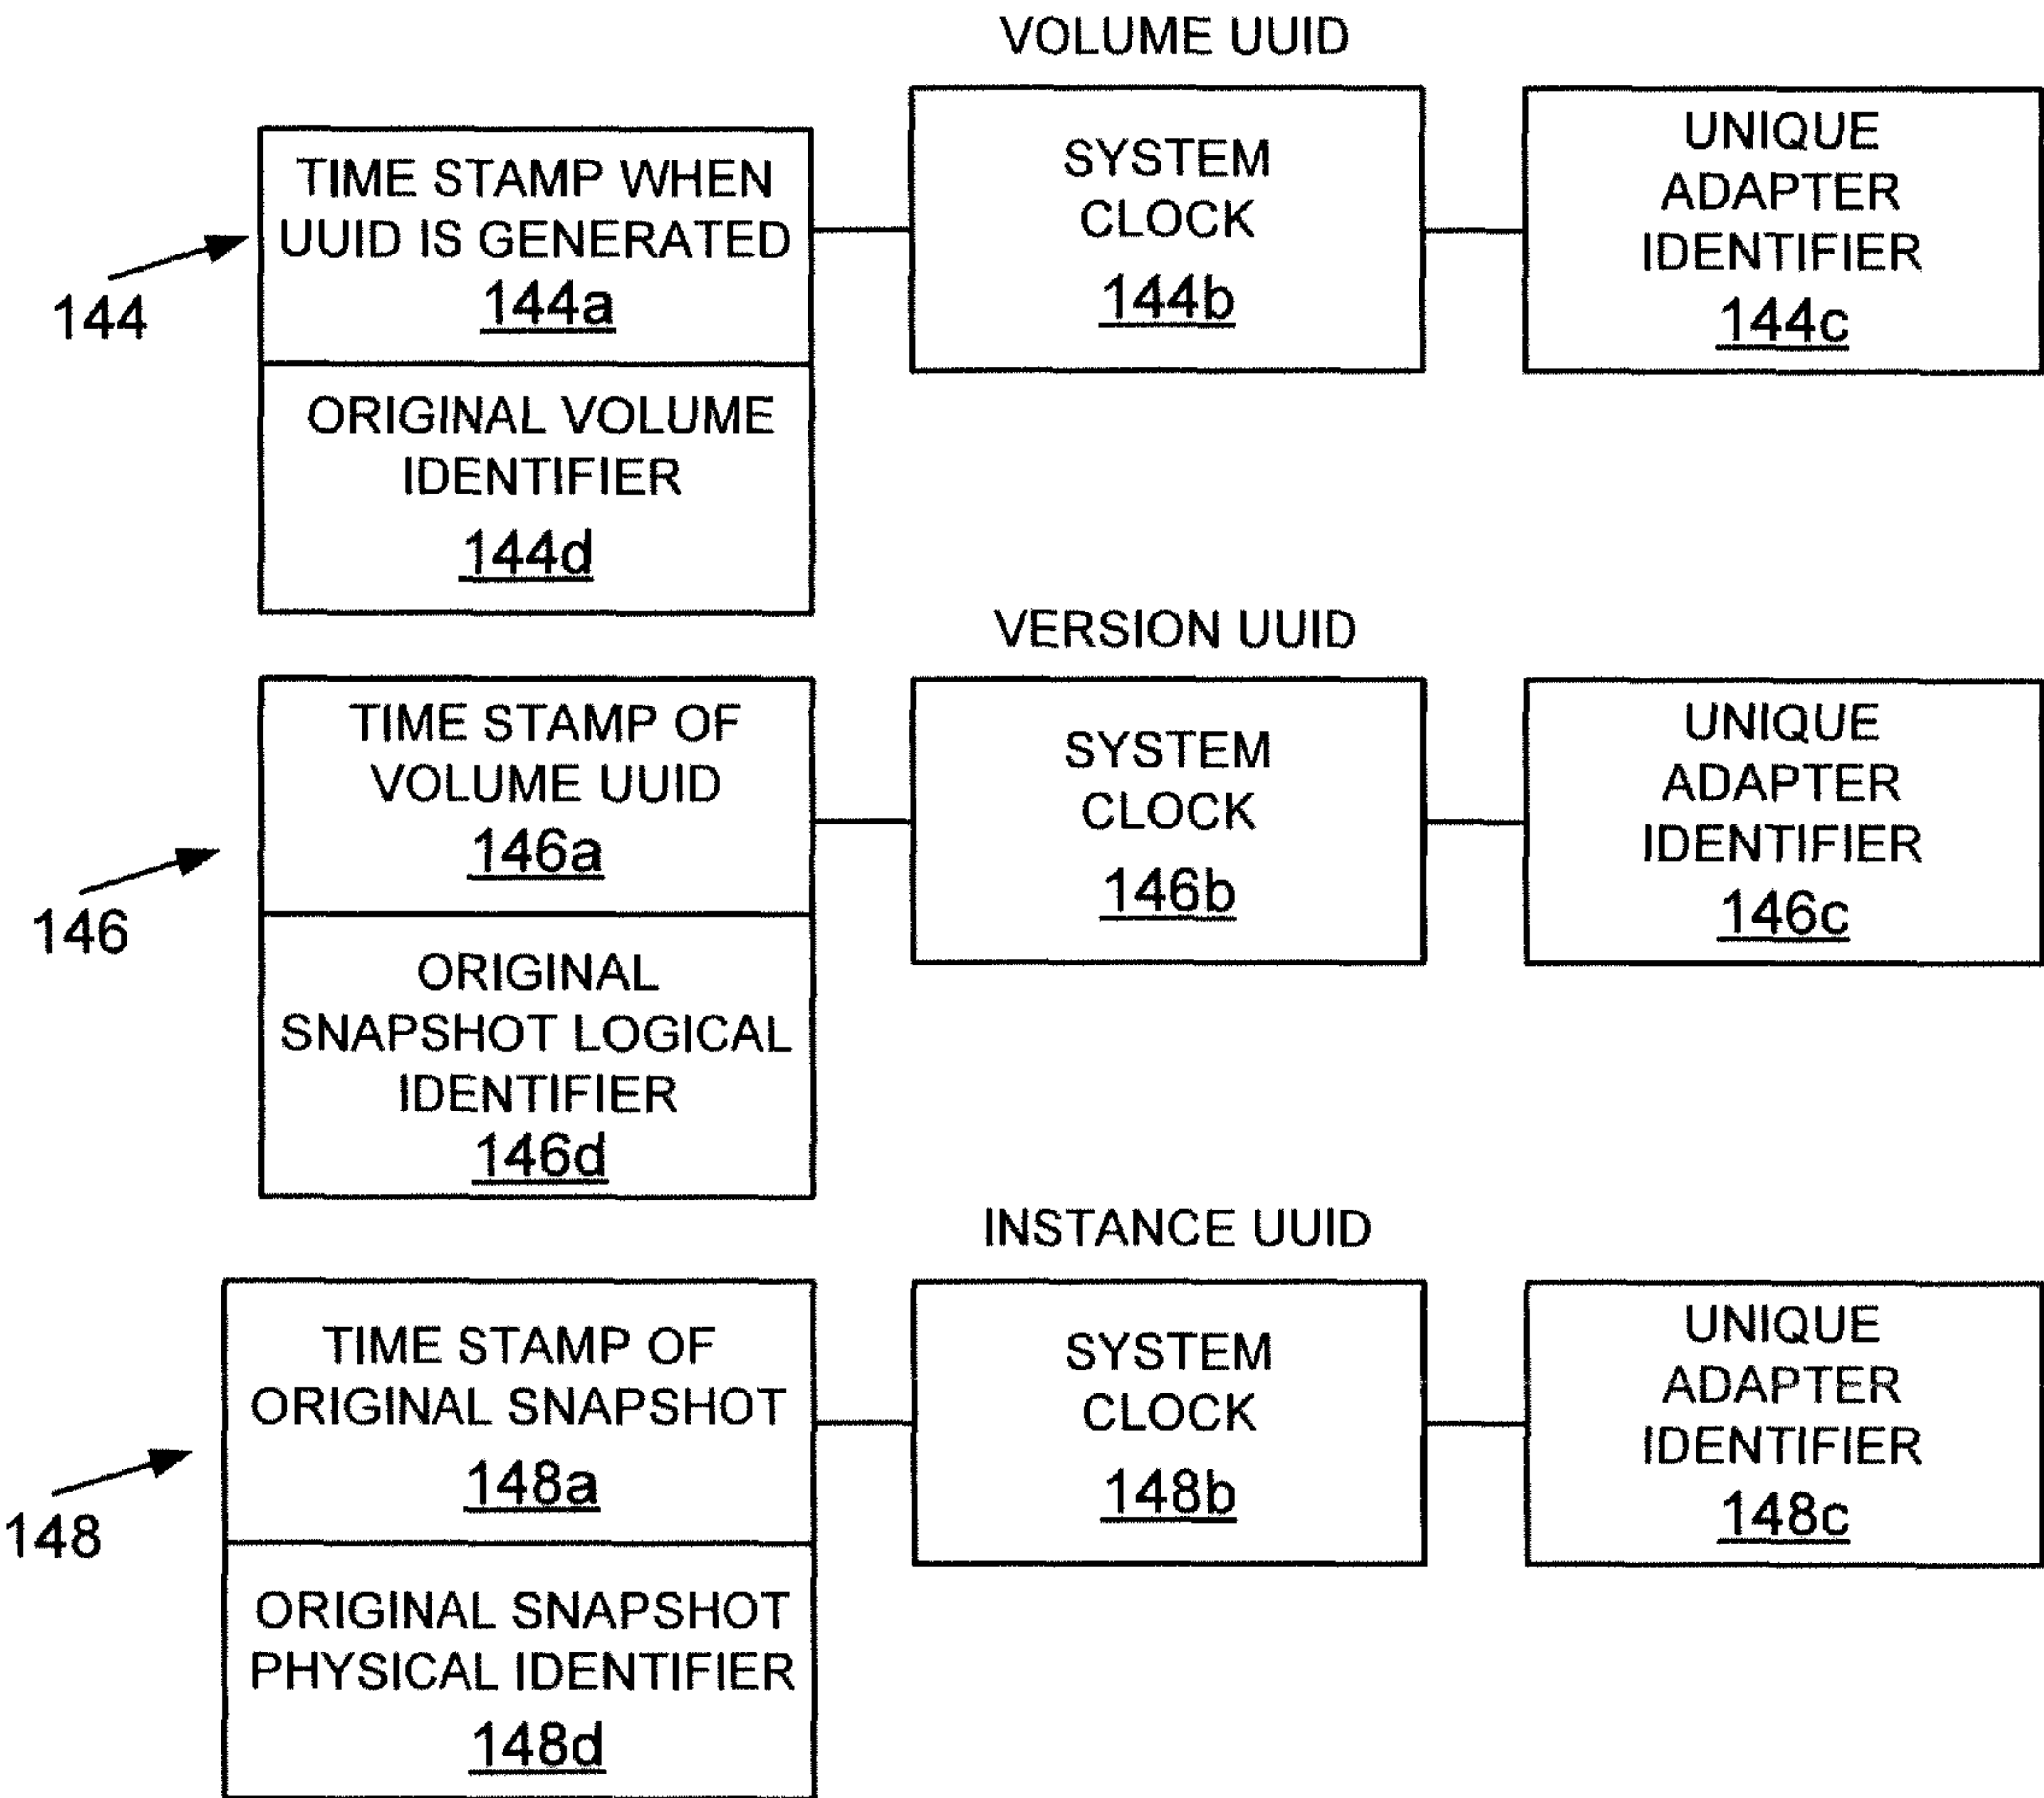 VOLUME UUID
TIME STAMP WHEN
UUID IS GENERATED
144a
SYSTEM
CLOCK
144b
UNIQUE
ADAPTER
IDENTIFIER
144c
144
ORIGINAL VOLUME
IDENTIFIER
144d
VERSION UUID
TIME STAMP OF
VOLUME UUID
146a
SYSTEM
CLOCK
146b
UNIQUE
ADAPTER
IDENTIFIER
146c
146
ORIGINAL
SNAPSHOT LOGICAL
IDENTIFIER
146d
INSTANCE UUID
TIME STAMP OF
ORIGINAL SNAPSHOT
148a
SYSTEM
CLOCK
148b
UNIQUE
ADAPTER
IDENTIFIER
148c
148
ORIGINAL SNAPSHOT
PHYSICAL IDENTIFIER
148d